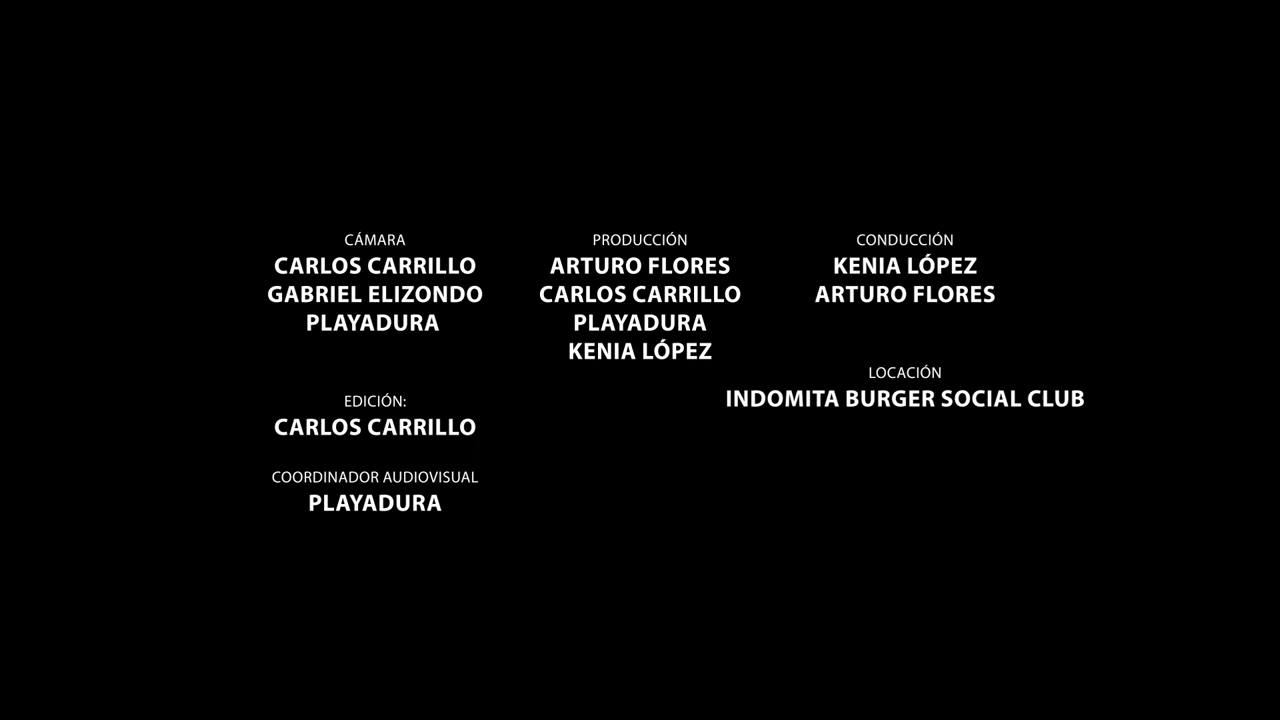 CÁMARA
CARLOS CARRILLO
GABRIEL ELIZONDO
PLAYADURA
EDICIÓN:
CARLOS CARRILLO
COORDINADOR AUDIOVISUAL
PLAYADURA
PRODUCCIÓN
ARTURO FLORES
CARLOS CARRILLO
PLAYADURA
KENIA LÓPEZ
CONDUCCIÓN
KENIA LÓPEZ
ARTURO FLORES
LOCACIÓN
INDOMITA BURGER SOCIAL CLUB